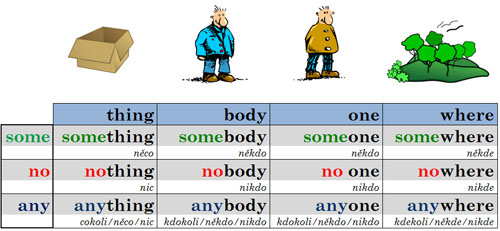 thing body one where
some something somebody someone somewhere
něco někdo někdo někde
no nothing nobody no one nowhere
nic nikdo nikdo nikde
any anything anybody anyone anywhere
cokoli/něco/nic kdokoli/někdo/nikdo kdokoli/někdo/nikdo kdekoli/někde/nikde